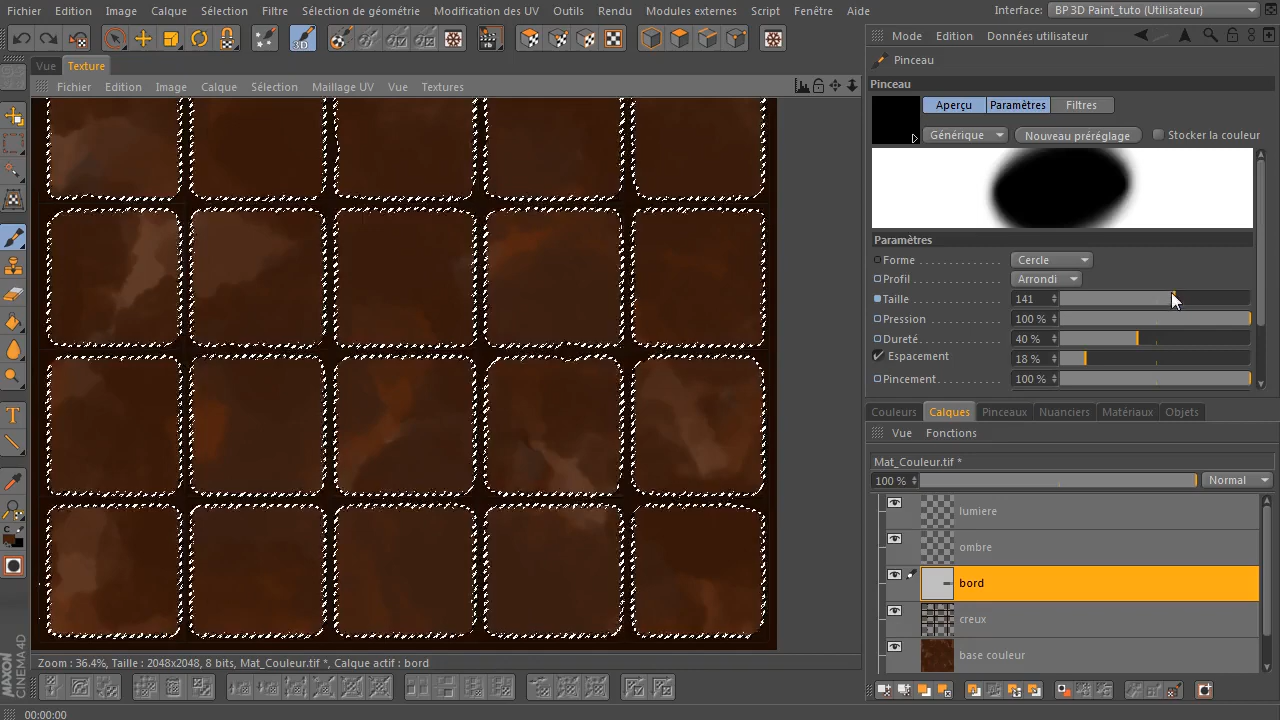 Fichier Création Edition Image Calque Sélection Filtre Sélection de géométrie Modification des UV Outils Rendu Modules externes Script Fenêtre Aide Interface: BP 3D Paint_tuto (Utilisateur)
3D
Mode Edition Données utilisateur
Vue Texture
Pinceau
Fichier Edition Image Calque Sélection Maillage UV Vue Textures
Pinceau
Aperçu Paramètres Filtres
Générique Nouveau préréglage Stocker la couleur
Paramètres
Forme Cercle
Profil Arrondi
Taille 141
Pression 100 %
Dureté 40 %
Espacement 18 %
Pincement 100 %
Couleurs Calques Pinceaux Nuanciers Matériaux Objets
Vue Fonctions
Mat_Couleur.tif *
100 % Normal
lumiere
ombre
bord
creux
base couleur
T
C
Zoom : 36.4%, Taille : 2048x2048, 8 bits, Mat_Couleur.tif *, Calque actif : bord
MAXON
CINEMA 4D
00:00:00